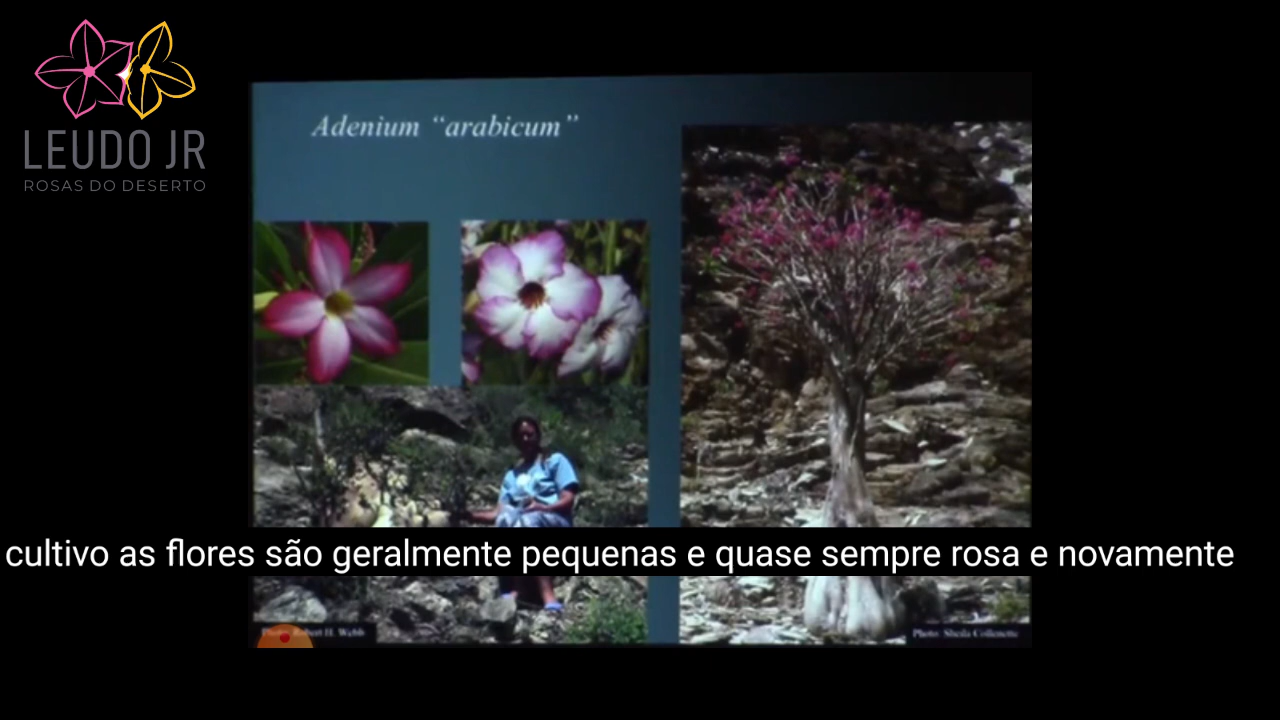 LEUDO JR
ROSAS DO DESERTO
Adenium “arabicum”
cultivo as flores são geralmente pequenas e quase sempre rosa e novamente
Photo: Robert H. Webb
Photo: Sheila Collenette